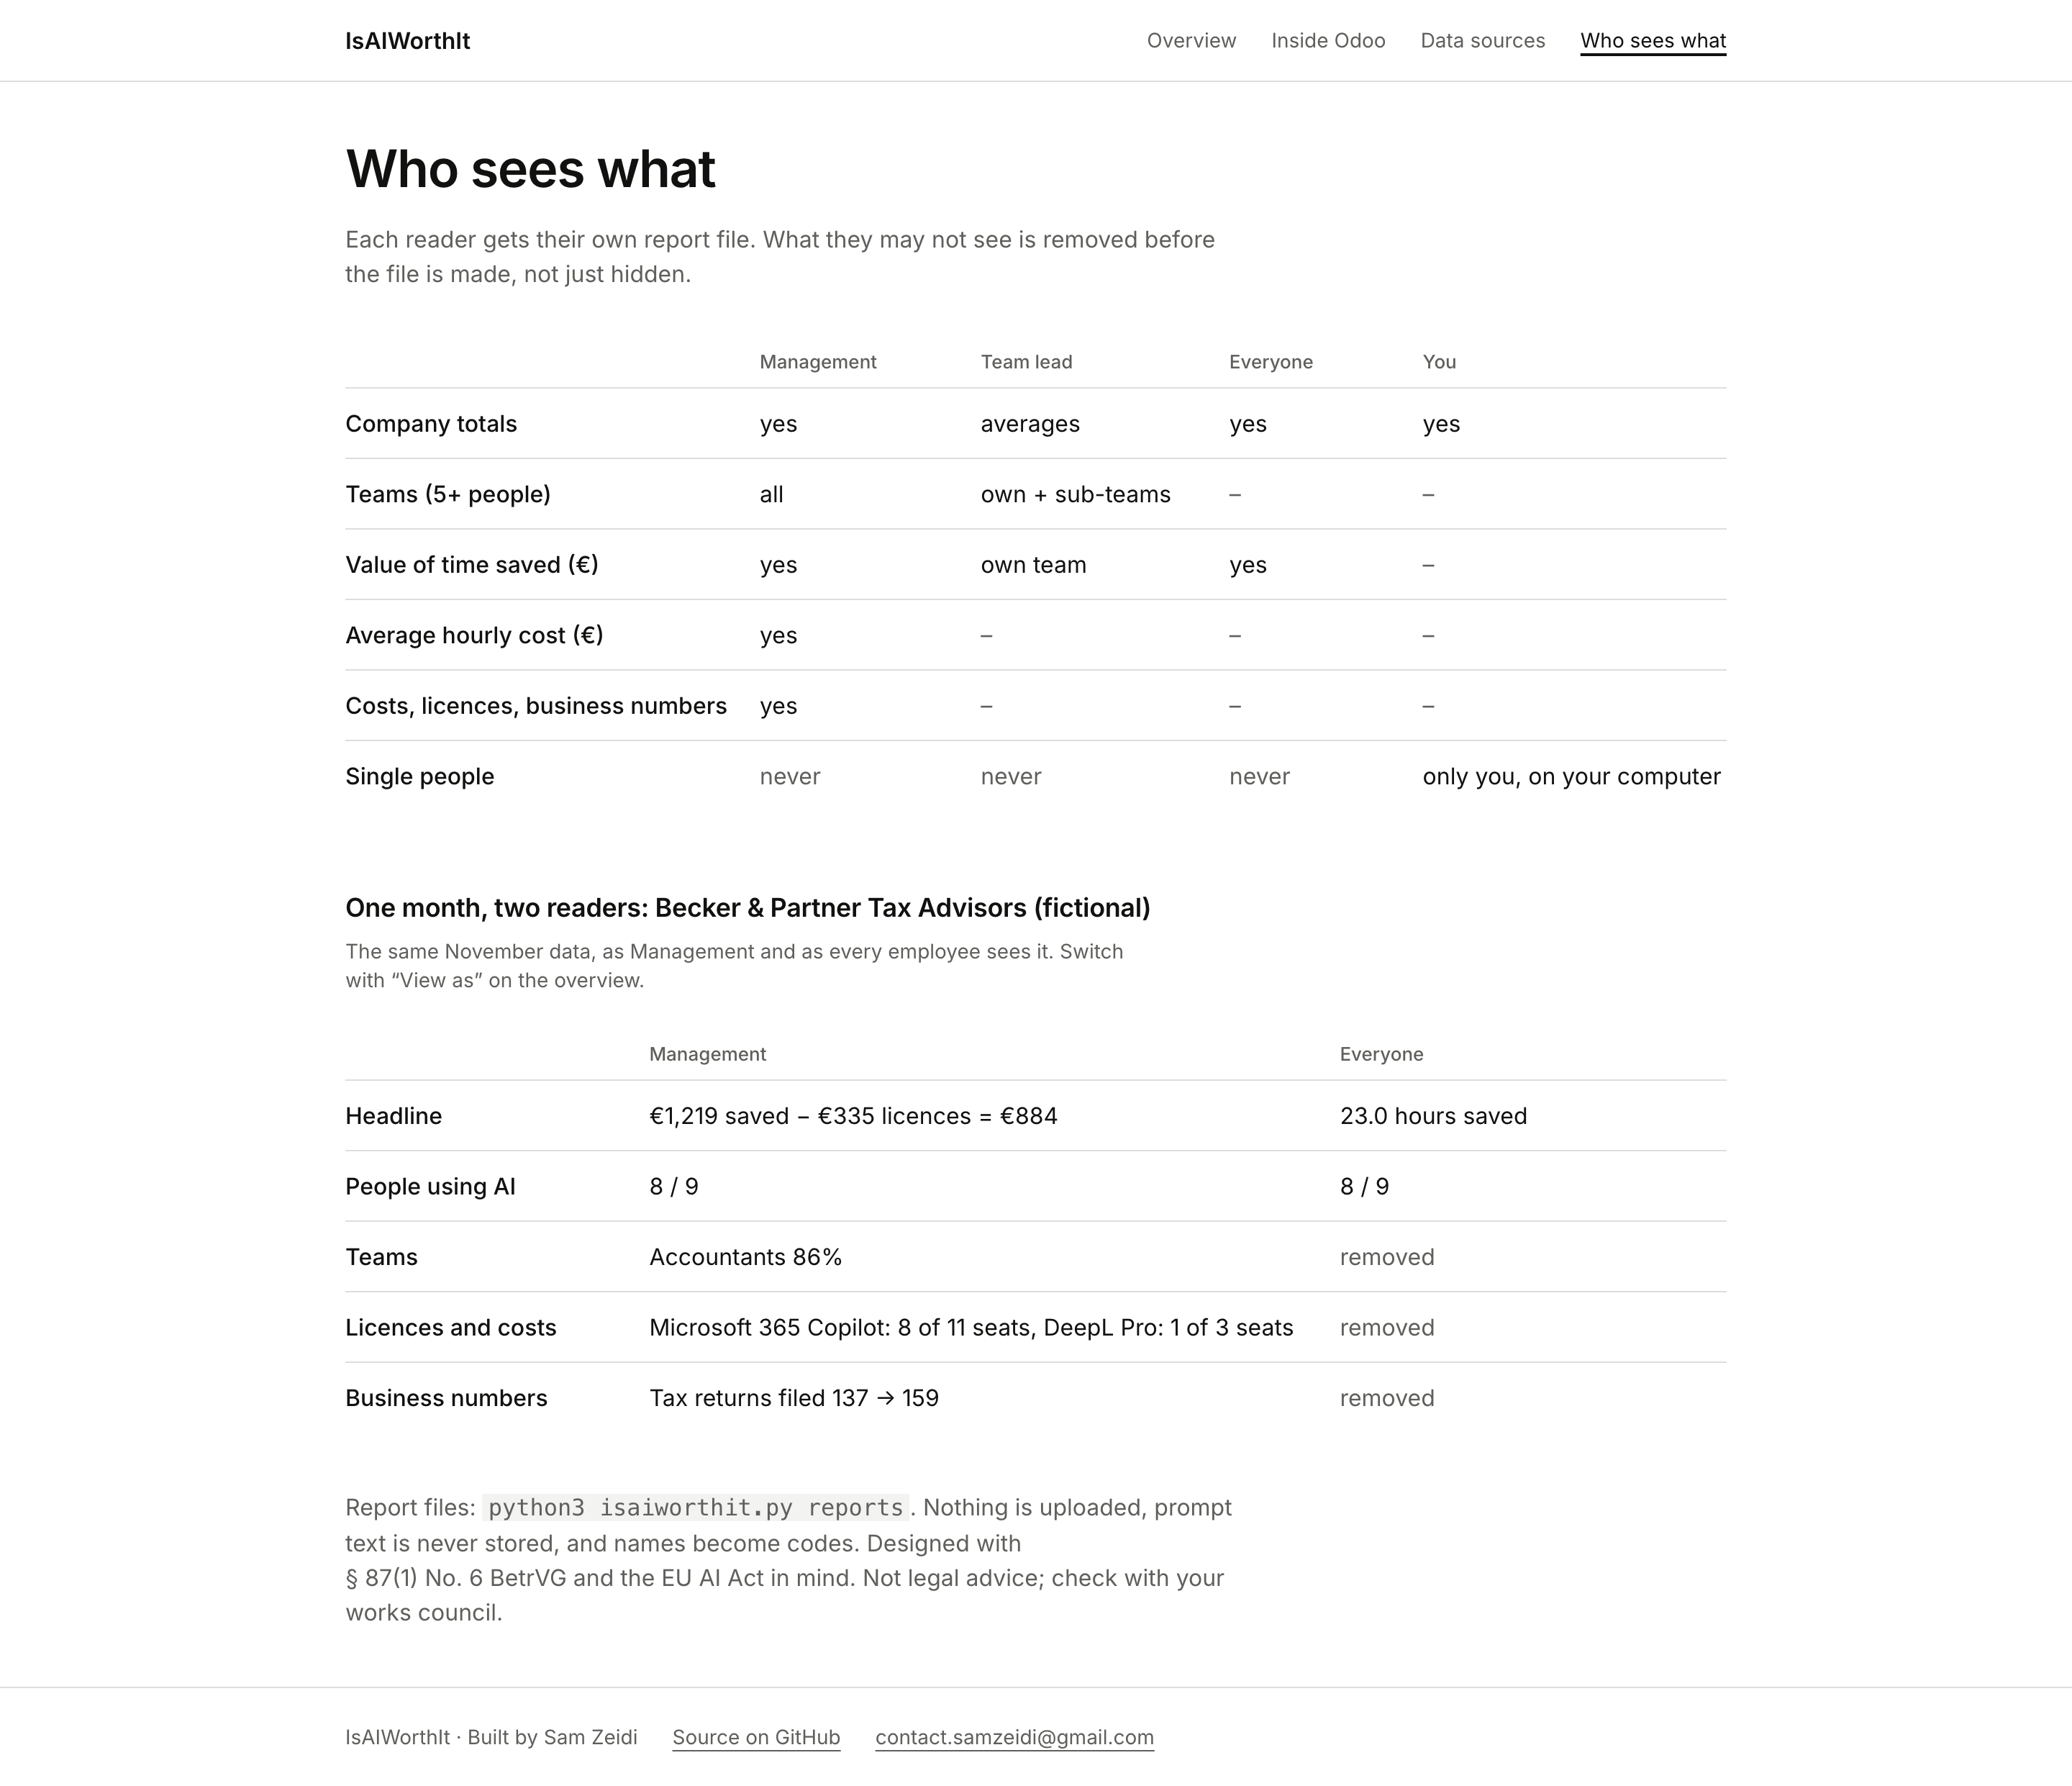 IsAIWorthIt Overview Inside Odoo Data sources Who sees what
Who sees what
Each reader gets their own report file. What they may not see is removed before
the file is made, not just hidden.
Management Team lead Everyone You
Company totals yes averages yes yes
Teams (5+ people) all own + sub-teams – –
Value of time saved (€) yes own team yes –
Average hourly cost (€) yes – – –
Costs, licences, business numbers yes – – –
Single people never never never only you, on your computer
One month, two readers: Becker & Partner Tax Advisors (fictional)
The same November data, as Management and as every employee sees it. Switch
with “View as” on the overview.
Management Everyone
Headline €1,219 saved − €335 licences = €884 23.0 hours saved
People using AI 8 / 9 8 / 9
Teams Accountants 86% removed
Licences and costs Microsoft 365 Copilot: 8 of 11 seats, DeepL Pro: 1 of 3 seats removed
Business numbers Tax returns filed 137 → 159 removed
Report files: python3 isaiworthit.py reports. Nothing is uploaded, prompt
text is never stored, and names become codes. Designed with
§ 87(1) No. 6 BetrVG and the EU AI Act in mind. Not legal advice; check with your
works council.
IsAIWorthIt · Built by Sam Zeidi Source on GitHub contact.samzeidi@gmail.com